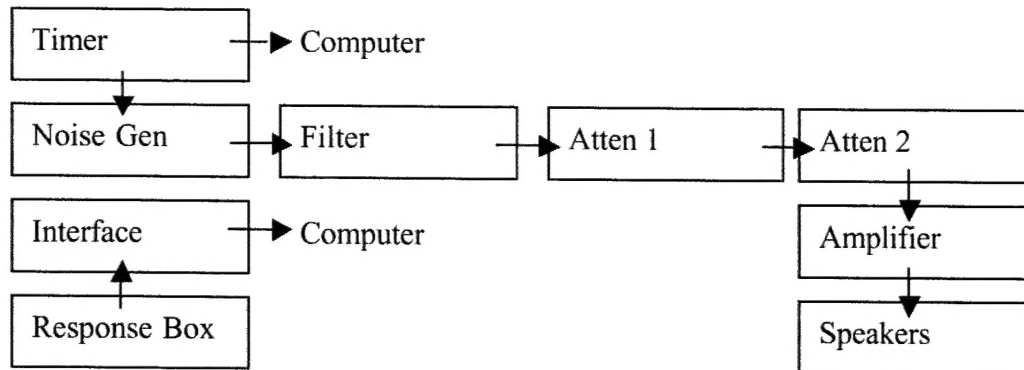 Timer
Computer
Noise Gen
Filter
Atten 1
Atten 2
Interface
Computer
Amplifier
Response Box
Speakers